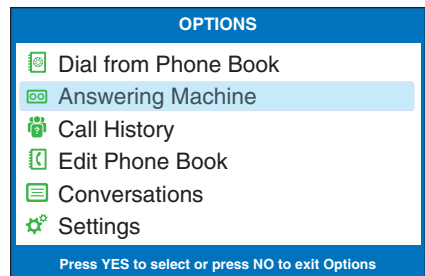 OPTIONS
Dial from Phone Book
Answering Machine
Call History
Edit Phone Book
Conversations
Settings
Press YES to select or press NO to exit Options